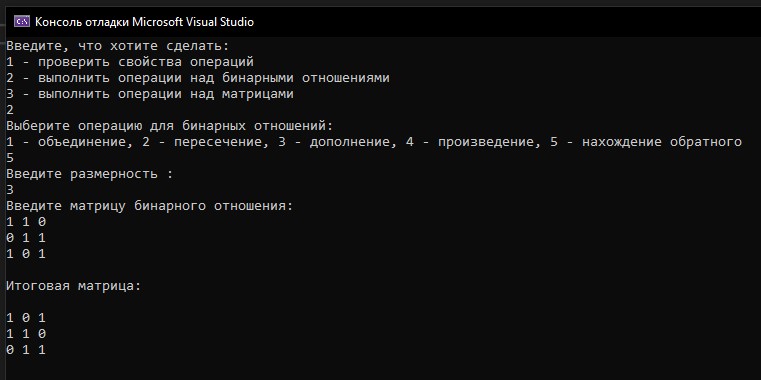 Консоль отладки Microsoft Visual Studio
Введите, что хотите сделать:
1 - проверить свойства операций
2 - выполнить операции над бинарными отношениями
3 - выполнить операции над матрицами
2
Выберите операцию для бинарных отношений:
1 - объединение, 2 - пересечение, 3 - дополнение, 4 - произведение, 5 - нахождение обратного
5
Введите размерность :
3
Введите матрицу бинарного отношения:
1 1 0
0 1 1
1 0 1
Итоговая матрица:
1 0 1
1 1 0
0 1 1